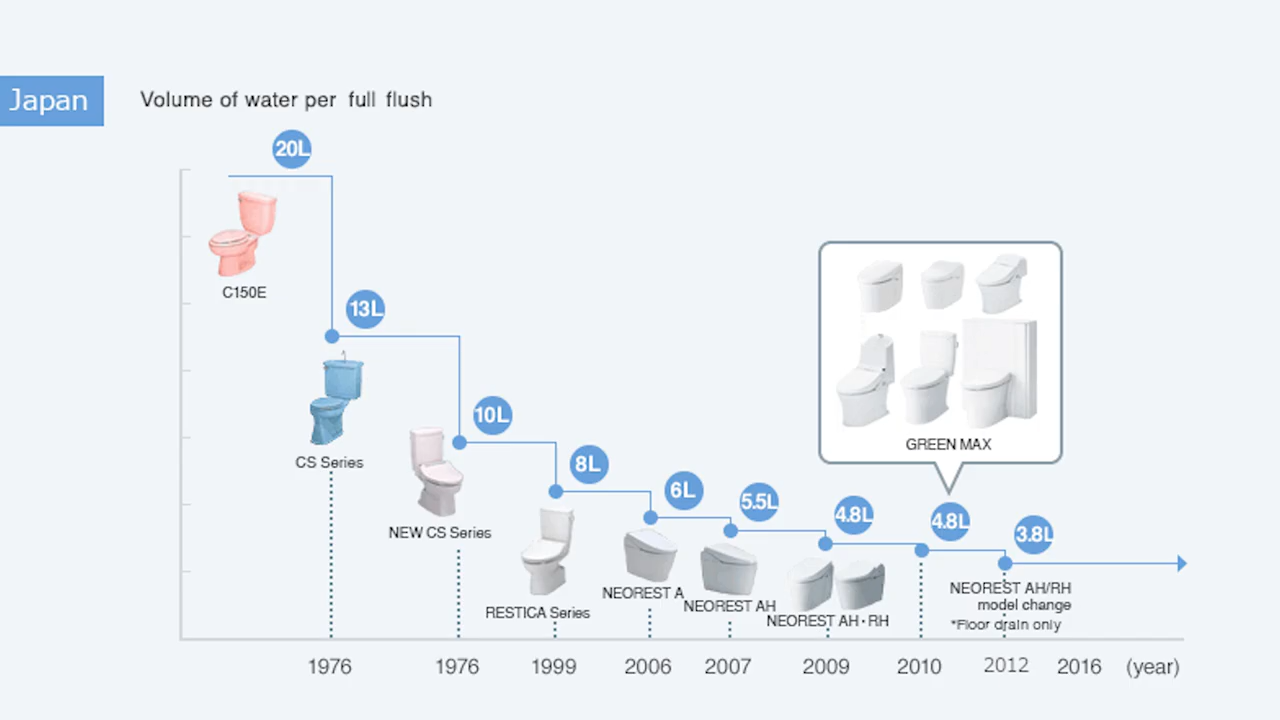 Japan
Volume of water per full flush
20L
C150E
13L
CS Series
10L
NEW CS Series
8L
RESTICA Series
6L
NEOREST A
5.5L
NEOREST AH
4.8L
NEOREST AH・RH
GREEN MAX
4.8L
3.8L
NEOREST AH/RH
model change
*Floor drain only
1976 1976 1999 2006 2007 2009 2010 2012 2016 (year)